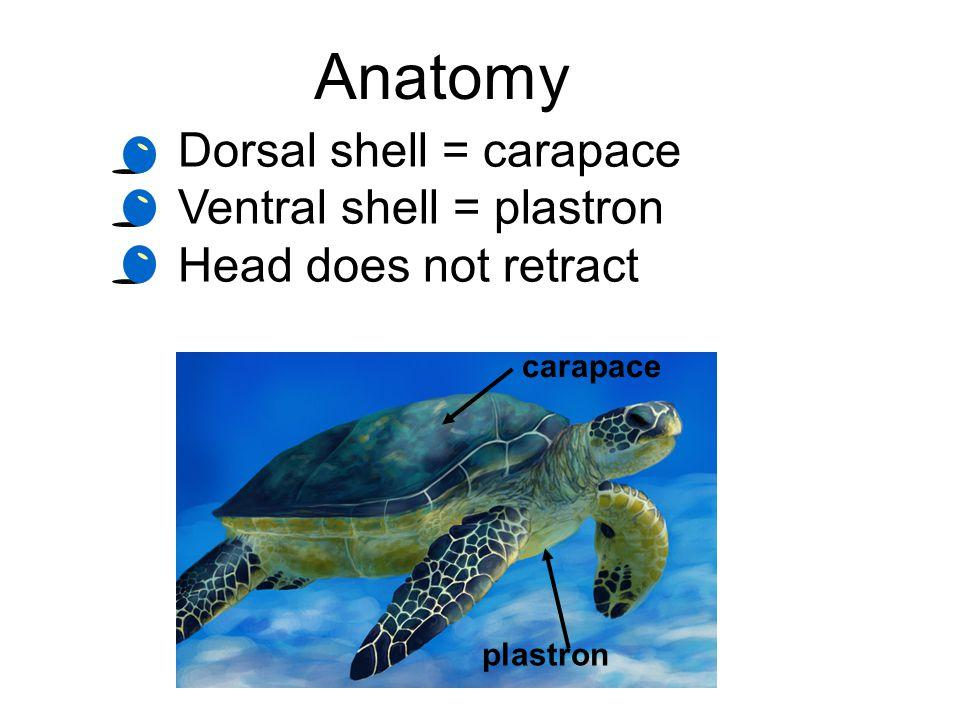 Anatomy
Dorsal shell = carapace
Ventral shell = plastron
Head does not retract
carapace
plastron